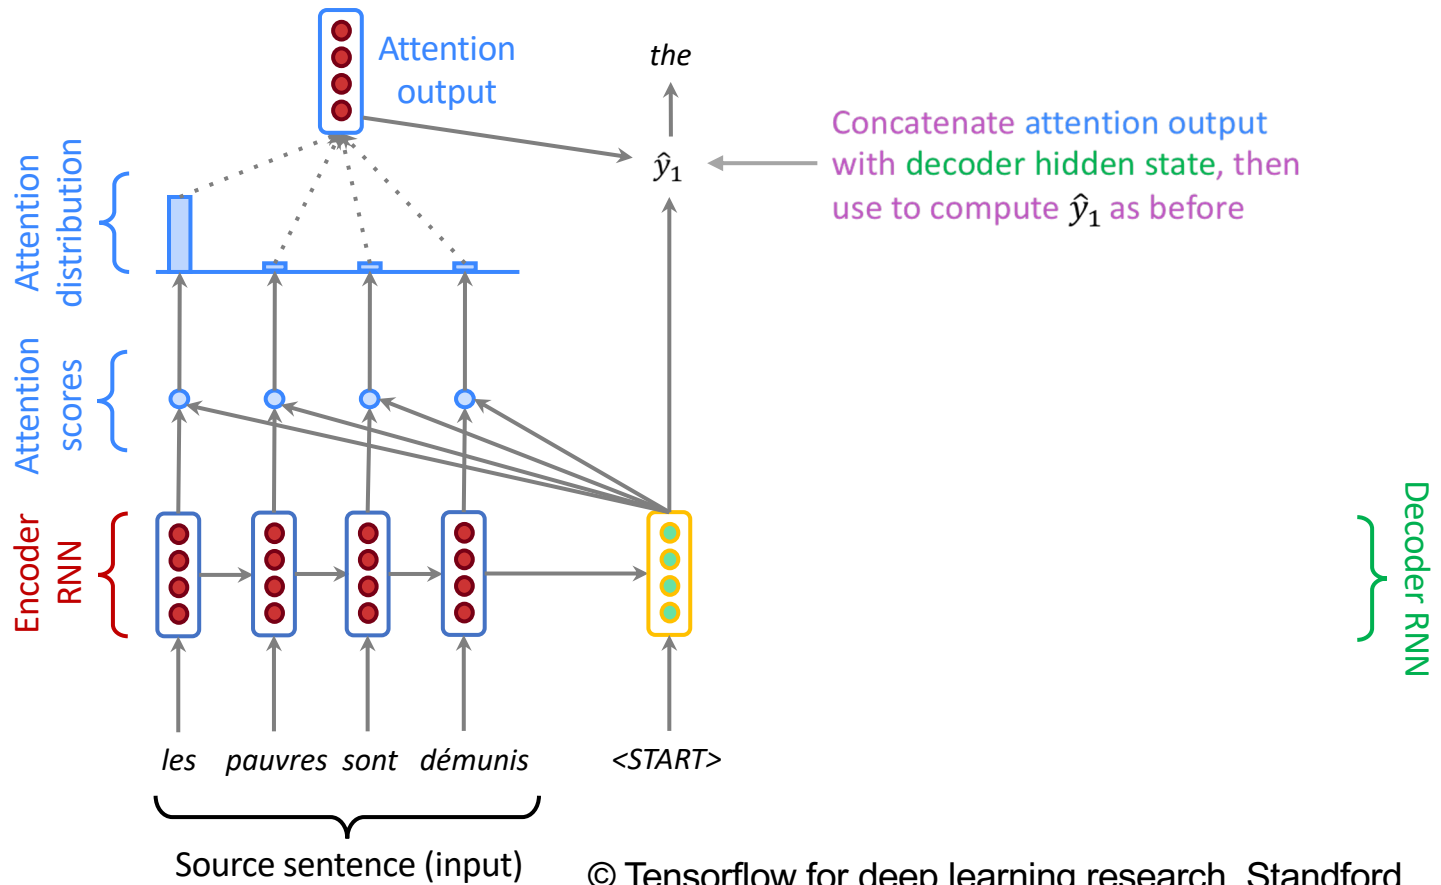 Attention
output
the
Concatenate attention output
with decoder hidden state, then
use to compute ŷ₁ as before
ŷ₁
Attention
distribution
Attention
scores
Encoder
RNN
Decoder RNN
les pauvres sont démunis <START>
Source sentence (input)
© Tensorflow for deep learning research. Standford